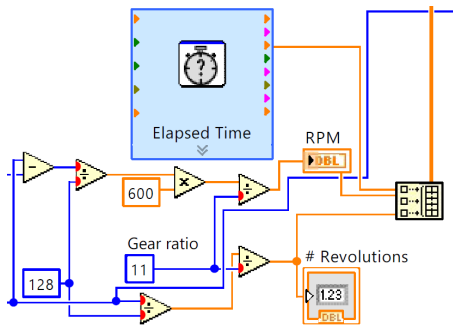 ?
Elapsed Time
RPM
DBL
600
Gear ratio
11
# Revolutions
128
1.23
DBL